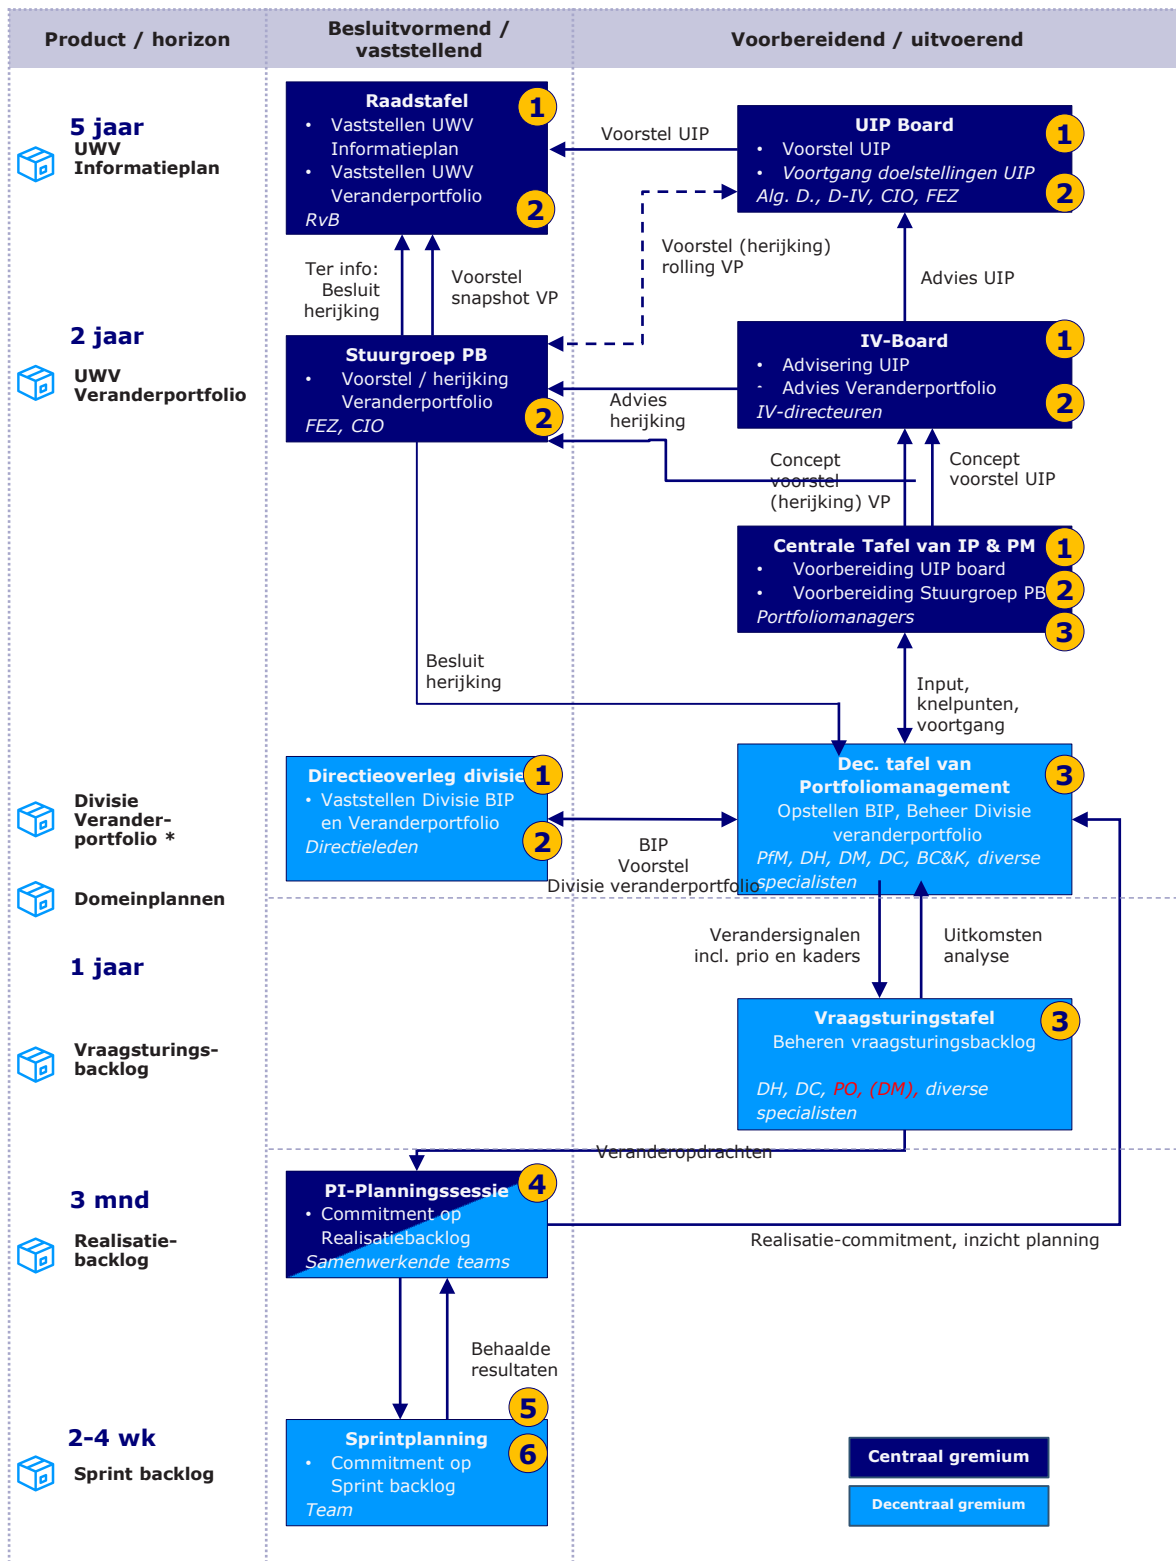 Product / horizon
Besluitvormend /
vaststellend
Voorbereidend / uitvoerend
5 jaar
UWV
Informatieplan
Raadstafel
• Vaststellen UWV
Informatieplan
• Vaststellen UWV
Veranderportfolio
RvB
1
2
Voorstel UIP
UIP Board
• Voorstel UIP
• Voortgang doelstellingen UIP
Alg. D., D-IV, CIO, FEZ
1
2
Ter info:
Besluit
herijking
Voorstel
snapshot VP
Voorstel (herijking)
rolling VP
Advies UIP
2 jaar
UWV
Veranderportfolio
Stuurgroep PB
• Voorstel / herijking
Veranderportfolio
FEZ, CIO
2
Advies
herijking
IV-Board
• Advisering UIP
- Advies Veranderportfolio
IV-directeuren
1
2
Concept
voorstel
(herijking) VP
Concept
voorstel UIP
Centrale Tafel van IP & PM
• Voorbereiding UIP board
• Voorbereiding Stuurgroep PB
Portfoliomanagers
1
2
3
Besluit
herijking
Input,
knelpunten,
voortgang
Divisie
Verander-
portfolio *
Directieoverleg divisie
• Vaststellen Divisie BIP
en Veranderportfolio
Directieleden
1
2
BIP
Voorstel
Divisie veranderportfolio
Dec. tafel van
Portfoliomanagement
Opstellen BIP, Beheer Divisie
veranderportfolio
PfM, DH, DM, DC, BC&K, diverse
specialisten
3
Domeinplannen
Verandersignalen
incl. prio en kaders
Uitkomsten
analyse
1 jaar
Vraagsturings-
backlog
Vraagsturingstafel
Beheren vraagsturingsbacklog
DH, DC, PO, (DM), diverse
specialisten
3
Veranderopdrachten
3 mnd
Realisatie-
backlog
PI-Planningssessie
• Commitment op
Realisatiebacklog
Samenwerkende teams
4
Realisatie-commitment, inzicht planning
Behaalde
resultaten
2-4 wk
Sprint backlog
Sprintplanning
• Commitment op
Sprint backlog
Team
5
6
Centraal gremium
Decentraal gremium